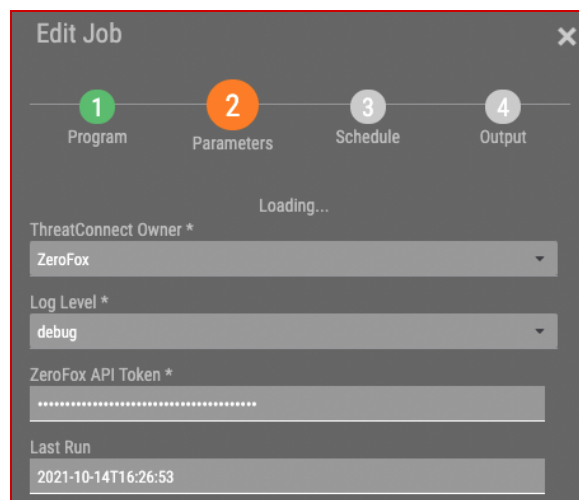 Edit Job
×
1
2
3
4
Program
Parameters
Schedule
Output
Loading...
ThreatConnect Owner *
ZeroFox
Log Level *
debug
ZeroFox API Token *
••••••••••••••••••••••••••••••••••••••••
Last Run
2021-10-14T16:26:53